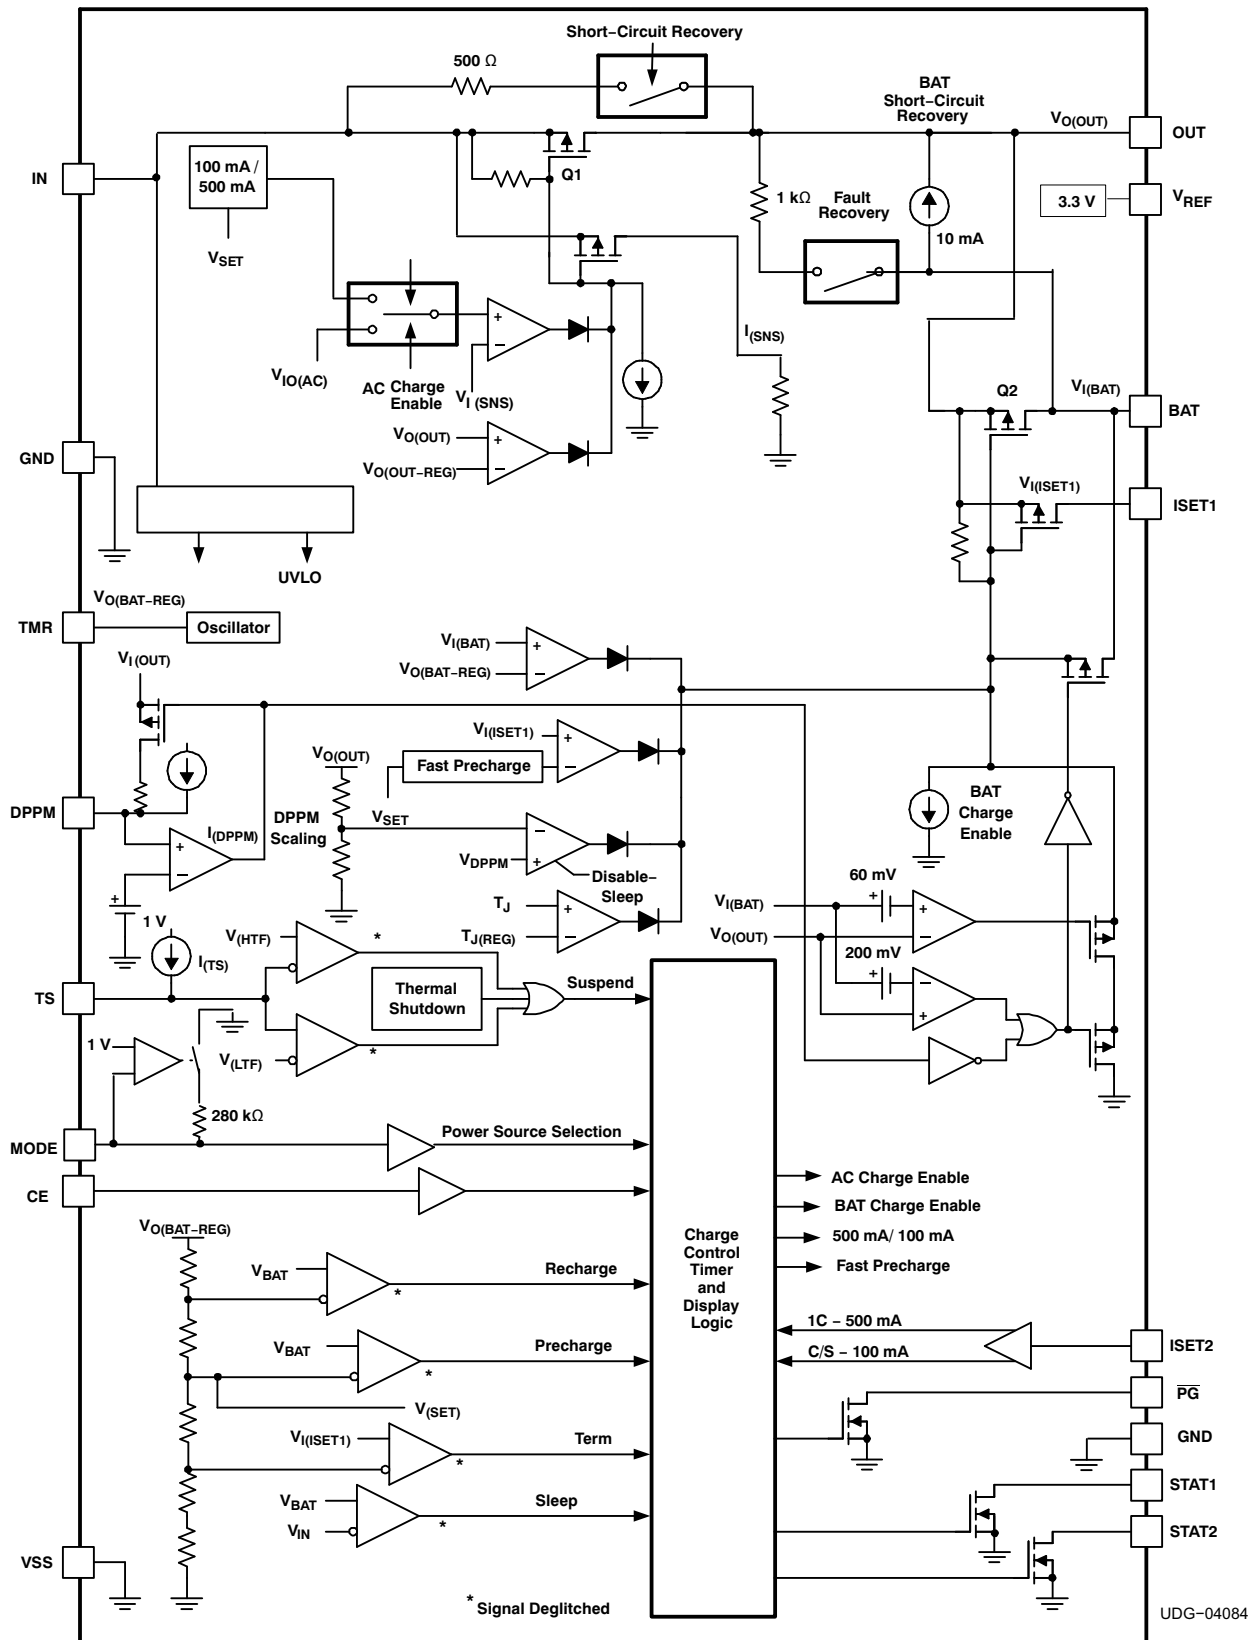 Short−Circuit Recovery
500 Ω
BAT
Short−Circuit
Recovery
VO(OUT)
OUT
IN
100 mA /
500 mA
Q1
1 kΩ
Fault
Recovery
3.3 V
VREF
10 mA
VSET
I(SNS)
VIO(AC)
AC Charge
Enable
VI (SNS)
Q2
VI(BAT)
BAT
VO(OUT)
VO(OUT−REG)
GND
VI(ISET1)
ISET1
UVLO
VO(BAT−REG)
TMR
Oscillator
VI(BAT)
VO(BAT−REG)
VI(OUT)
VI(ISET1)
VO(OUT)
Fast Precharge
DPPM
I(DPPM)
DPPM
Scaling
VSET
BAT
Charge
Enable
VDPPM
Disable−
Sleep
60 mV
1 V
TJ
TJ(REG)
VI(BAT)
VO(OUT)
200 mV
V(HTF)
*
I(TS)
TS
Thermal
Shutdown
Suspend
1 V
V(LTF)
*
280 kΩ
MODE
Power Source Selection
CE
AC Charge Enable
BAT Charge Enable
500 mA/ 100 mA
Fast Precharge
Charge
Control
Timer
and
Display
Logic
VO(BAT−REG)
VBAT
Recharge
*
1C − 500 mA
C/S − 100 mA
ISET2
VBAT
Precharge
*
V(SET)
PG
GND
VI(ISET1)
Term
*
STAT1
VBAT
VIN
Sleep
*
STAT2
VSS
* Signal Deglitched
UDG−04084